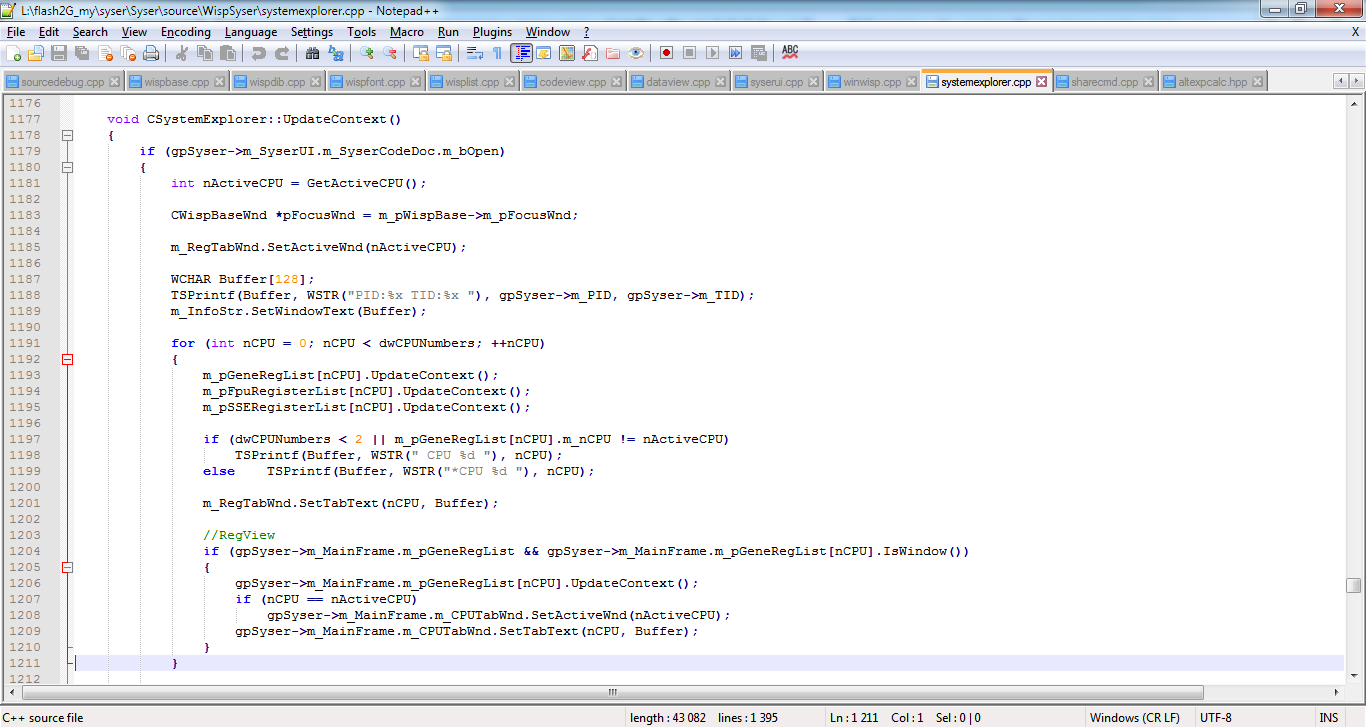 L:\flash2G_my\syser\Syser\source\WispSyser\systemexplorer.cpp - Notepad++
File Edit Search View Encoding Language Settings Tools Macro Run Plugins Window ? X
ABC
sourcedebug.cpp wispbase.cpp wispdib.cpp wispfont.cpp wisplist.cpp codeview.cpp dataview.cpp syserui.cpp winwisp.cpp systemexplorer.cpp sharecmd.cpp altexpcalc.hpp
1176
1177 void CSystemExplorer::UpdateContext()
1178 {
1179 if (gpSyser->m_SyserUI.m_SyserCodeDoc.m_bOpen)
1180 {
1181 int nActiveCPU = GetActiveCPU();
1182
1183 CWispBaseWnd *pFocusWnd = m_pWispBase->m_pFocusWnd;
1184
1185 m_RegTabWnd.SetActiveWnd(nActiveCPU);
1186
1187 WCHAR Buffer[128];
1188 TSPrintf(Buffer, WSTR("PID:%x TID:%x "), gpSyser->m_PID, gpSyser->m_TID);
1189 m_InfoStr.SetWindowText(Buffer);
1190
1191 for (int nCPU = 0; nCPU < dwCPUNumbers; ++nCPU)
1192 {
1193 m_pGeneRegList[nCPU].UpdateContext();
1194 m_pFpuRegisterList[nCPU].UpdateContext();
1195 m_pSSERegisterList[nCPU].UpdateContext();
1196
1197 if (dwCPUNumbers < 2 || m_pGeneRegList[nCPU].m_nCPU != nActiveCPU)
1198 TSPrintf(Buffer, WSTR(" CPU %d "), nCPU);
1199 else TSPrintf(Buffer, WSTR("*CPU %d "), nCPU);
1200
1201 m_RegTabWnd.SetTabText(nCPU, Buffer);
1202
1203 //RegView
1204 if (gpSyser->m_MainFrame.m_pGeneRegList && gpSyser->m_MainFrame.m_pGeneRegList[nCPU].IsWindow())
1205 {
1206 gpSyser->m_MainFrame.m_pGeneRegList[nCPU].UpdateContext();
1207 if (nCPU == nActiveCPU)
1208 gpSyser->m_MainFrame.m_CPUTabWnd.SetActiveWnd(nActiveCPU);
1209 gpSyser->m_MainFrame.m_CPUTabWnd.SetTabText(nCPU, Buffer);
1210 }
1211 }
1212
C++ source file length : 43 082 lines : 1 395 Ln : 1 211 Col : 1 Sel : 0 | 0 Windows (CR LF) UTF-8 INS